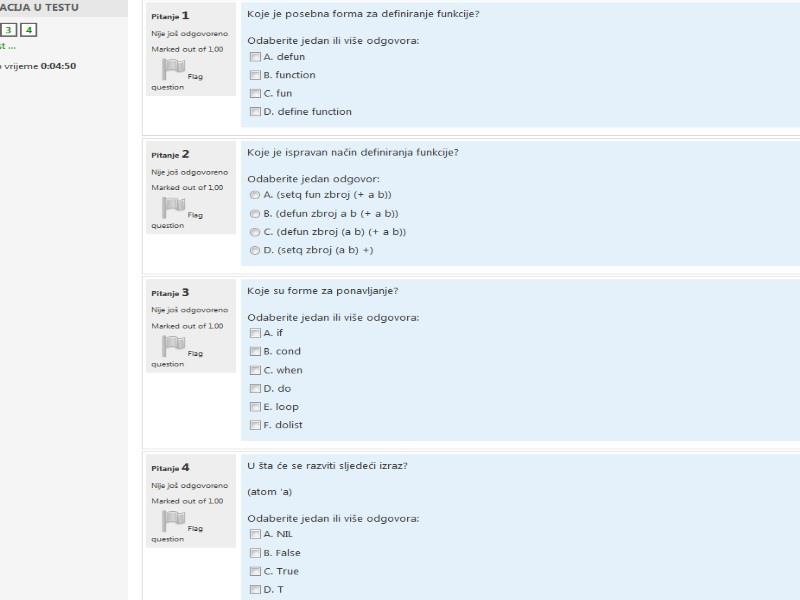 ACIJA U TESTU
3 4
st ...
vrijeme 0:04:50
Pitanje 1
Nije još odgovoreno
Marked out of 1,00
Flag
question
Koje je posebna forma za definiranje funkcije?
Odaberite jedan ili više odgovora:
A. defun
B. function
C. fun
D. define function
Pitanje 2
Nije još odgovoreno
Marked out of 1,00
Flag
question
Koje je ispravan način definiranja funkcije?
Odaberite jedan odgovor:
A. (setq fun zbroj (+ a b))
B. (defun zbroj a b (+ a b))
C. (defun zbroj (a b) (+ a b))
D. (setq zbroj (a b) +)
Pitanje 3
Nije još odgovoreno
Marked out of 1,00
Flag
question
Koje su forme za ponavljanje?
Odaberite jedan ili više odgovora:
A. if
B. cond
C. when
D. do
E. loop
F. dolist
Pitanje 4
Nije još odgovoreno
Marked out of 1,00
Flag
question
U šta će se razviti sljedeći izraz?
(atom 'a)
Odaberite jedan ili više odgovora:
A. NIL
B. False
C. True
D. T